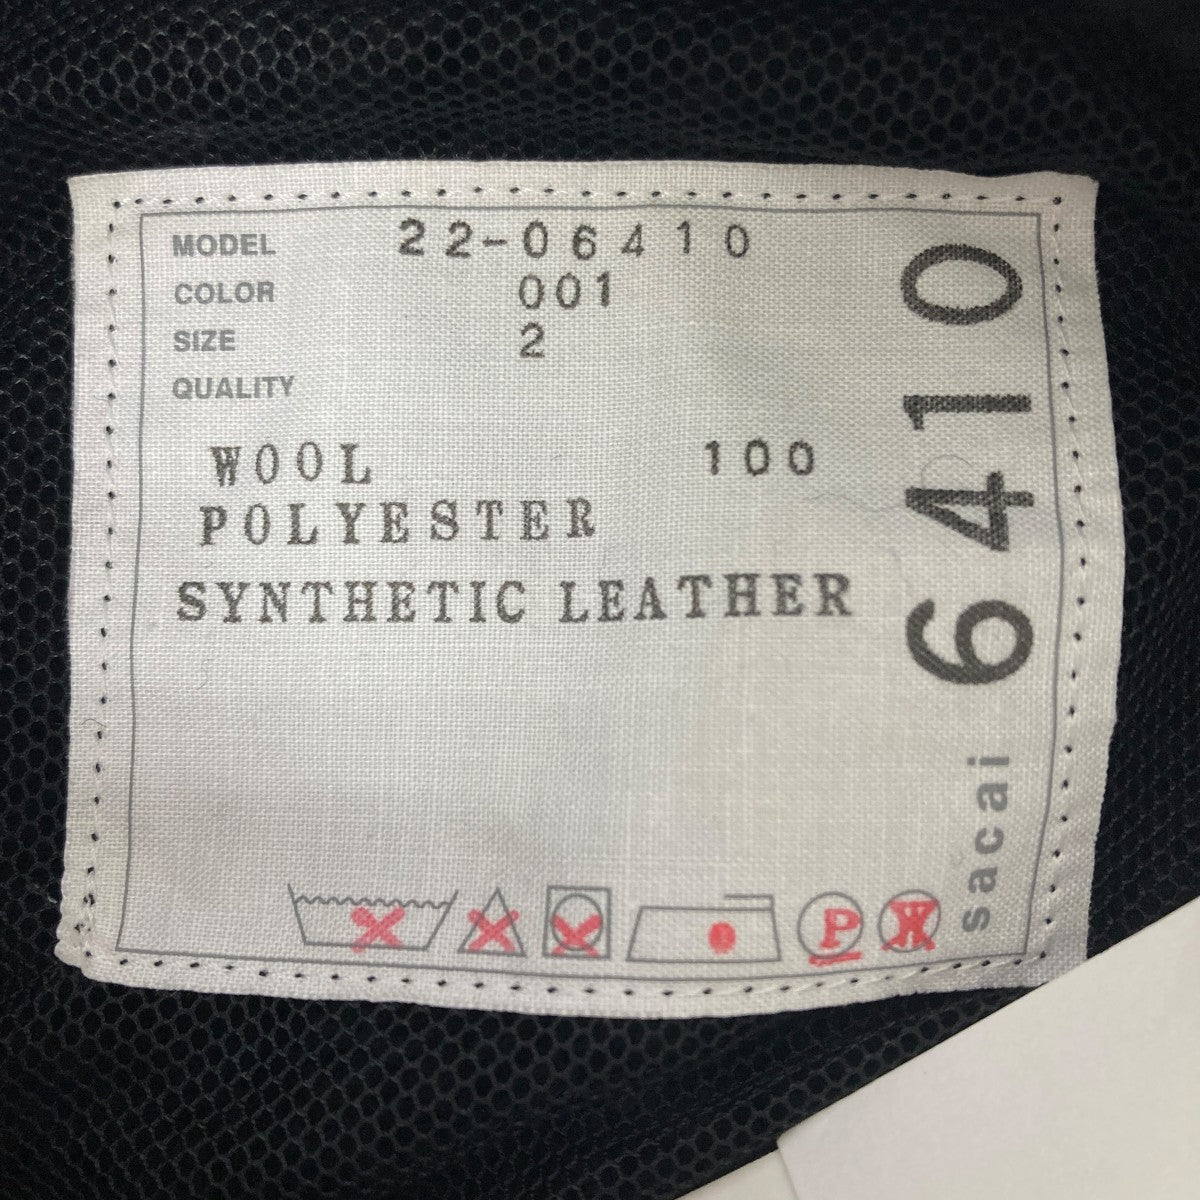 MODEL 22-06410
COLOR 001
SIZE 2
QUALITY
WOOL 100
POLYESTER
SYNTHETIC LEATHER
P W
sacai 6410